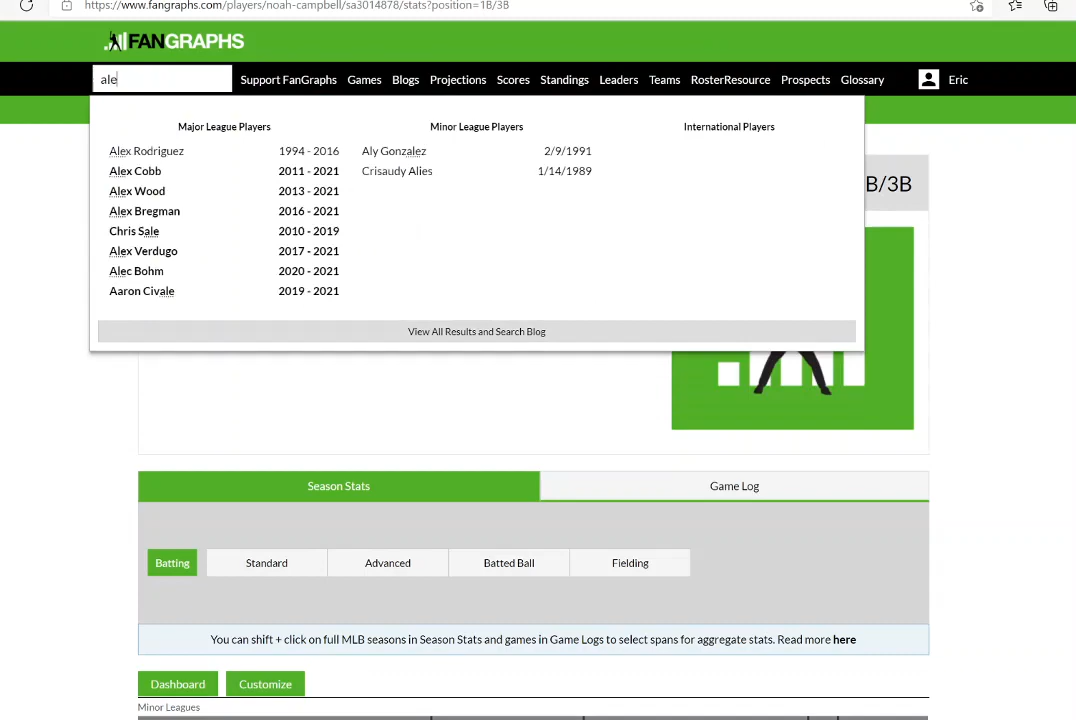 https://www.fangraphs.com/players/noah-campbell/sa3014878/stats?position=1B/3B
FANGRAPHS
ale
Support FanGraphs Games Blogs Projections Scores Standings Leaders Teams RosterResource Prospects Glossary Eric
Major League Players Minor League Players International Players
Alex Rodriguez 1994 - 2016 Aly Gonzalez 2/9/1991
Alex Cobb 2011 - 2021 Crisaudy Alies 1/14/1989
Alex Wood 2013 - 2021
B/3B
Alex Bregman 2016 - 2021
Chris Sale 2010 - 2019
Alex Verdugo 2017 - 2021
Alec Bohm 2020 - 2021
Aaron Civale 2019 - 2021
View All Results and Search Blog
Season Stats Game Log
Batting Standard Advanced Batted Ball Fielding
You can shift + click on full MLB seasons in Season Stats and games in Game Logs to select spans for aggregate stats. Read more here
Dashboard Customize
Minor Leagues